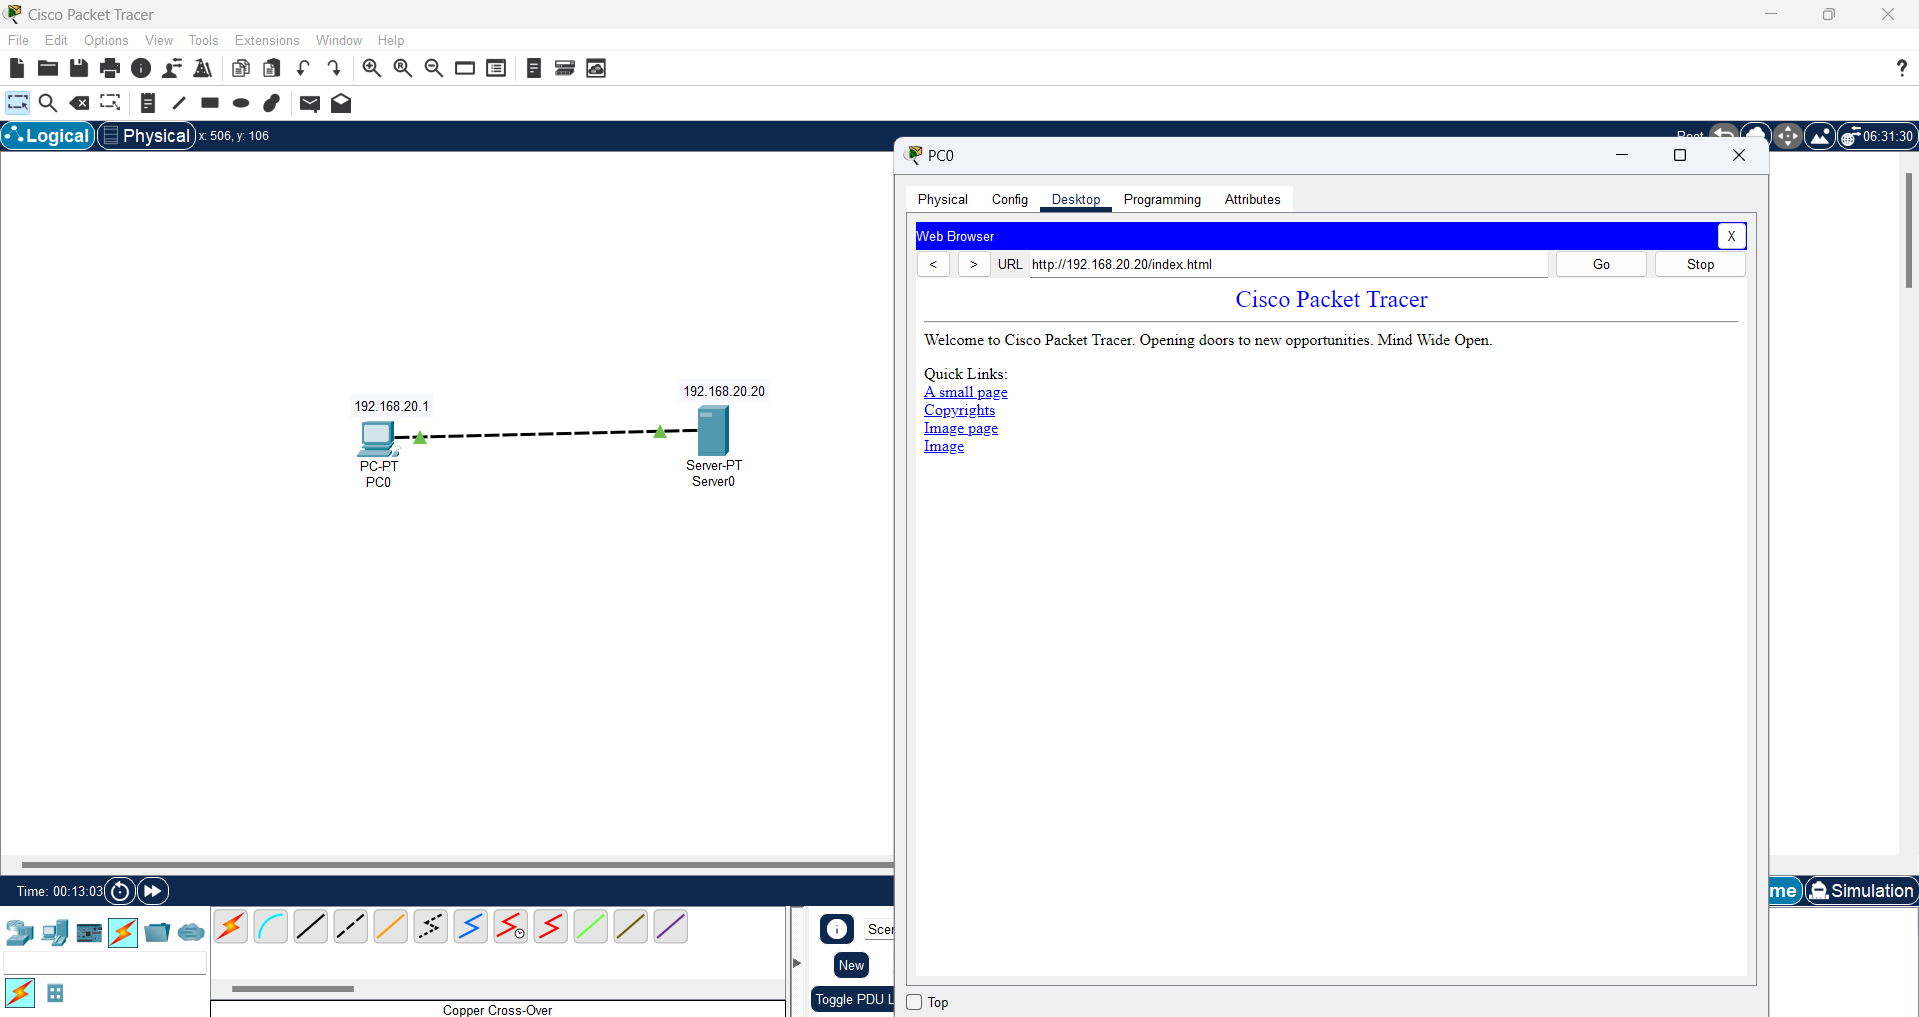 Cisco Packet Tracer
File Edit Options View Tools Extensions Window Help
?
Logical Physical x: 506, y: 106
Root 06:31:30
PC0
Physical Config Desktop Programming Attributes
Web Browser X
< > URL http://192.168.20.20/index.html Go Stop
Cisco Packet Tracer
Welcome to Cisco Packet Tracer. Opening doors to new opportunities. Mind Wide Open.
Quick Links:
A small page
Copyrights
Image page
Image
192.168.20.1
PC-PT
PC0
192.168.20.20
Server-PT
Server0
Time: 00:13:03
me Simulation
Scen
New
Toggle PDU L
Copper Cross-Over
Top